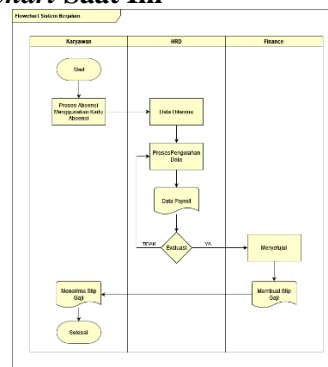 hart Saat Ini
Flowchart Sistem Berjalan
Karyawan
HRD
Finance
Start
Proses Absensi
Menggunakan Kartu
Absensi
Data Diterima
Proses Pengolahan
Data
Data Payroll
TIDAK
Evaluasi
YA
Menyetujui
Menerima Slip
Gaji
Membuat Slip
Gaji
Selesai